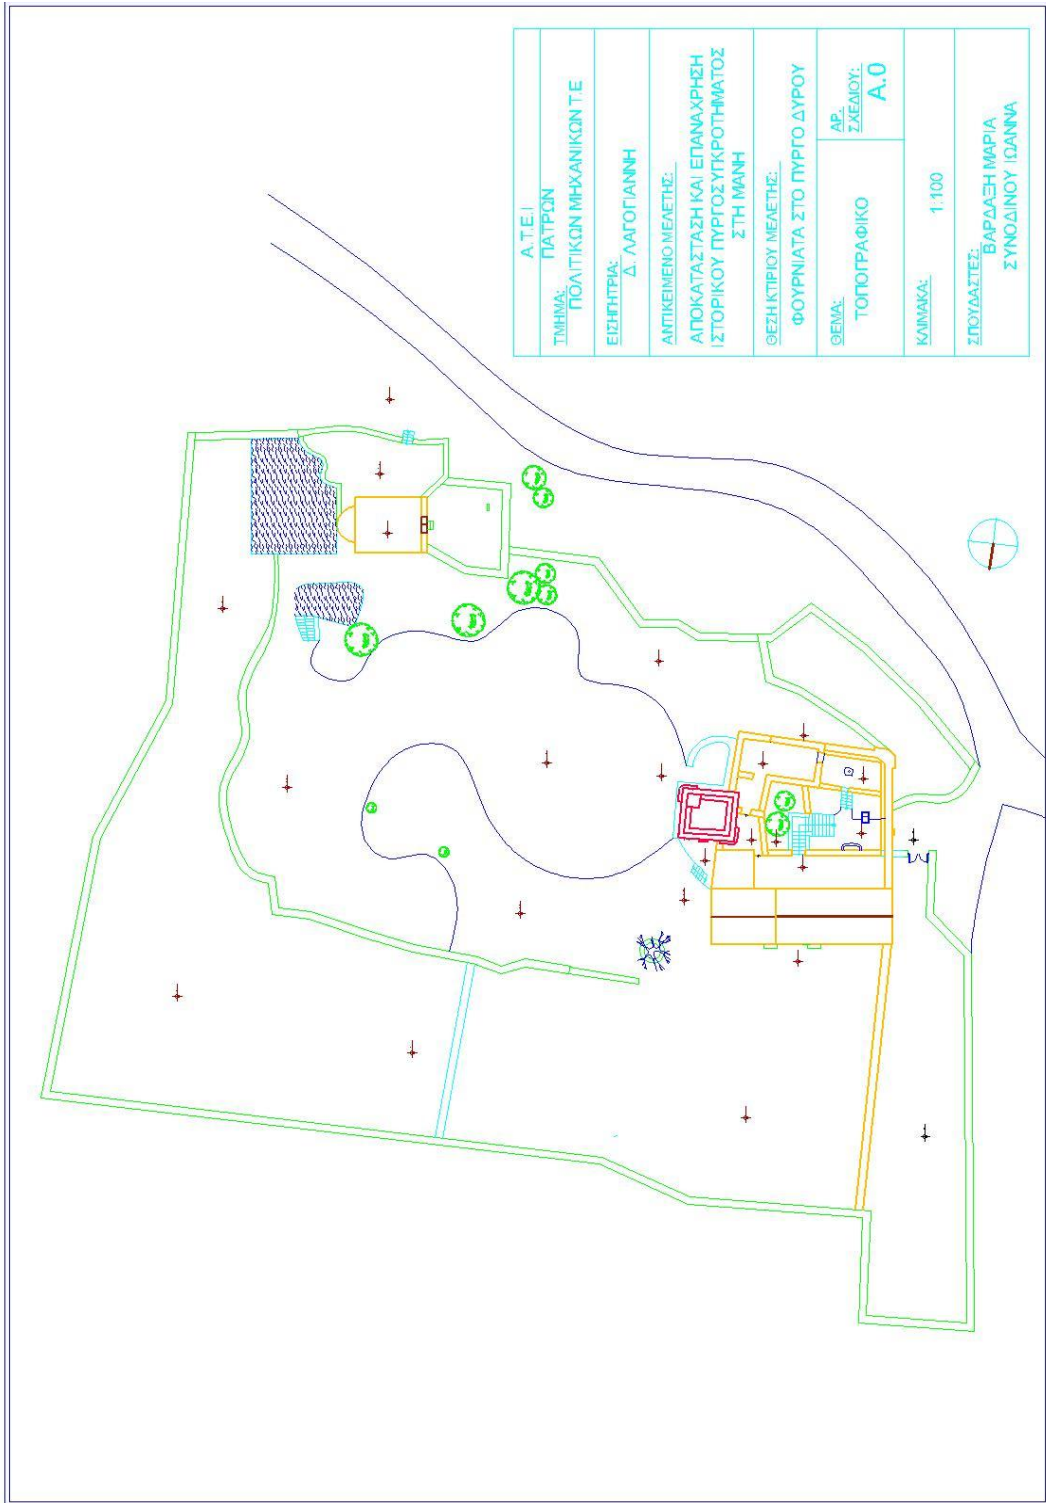 Α.Τ.Ε.Ι
ΠΑΤΡΩΝ
ΤΜΗΜΑ:
ΠΟΛΙΤΙΚΩΝ ΜΗΧΑΝΙΚΩΝ Τ.Ε
ΕΙΣΗΓΗΤΡΙΑ:
Δ. ΛΑΓΟΓΙΑΝΝΗ
ΑΝΤΙΚΕΙΜΕΝΟ ΜΕΛΕΤΗΣ:
ΑΠΟΚΑΤΑΣΤΑΣΗ ΚΑΙ ΕΠΑΝΑΧΡΗΣΗ
ΙΣΤΟΡΙΚΟΥ ΠΥΡΓΟΣΥΓΚΡΟΤΗΜΑΤΟΣ
ΣΤΗ ΜΑΝΗ
ΘΕΣΗ ΚΤΙΡΙΟΥ ΜΕΛΕΤΗΣ:
ΦΟΥΡΝΙΑΤΑ ΣΤΟ ΠΥΡΓΟ ΔΥΡΟΥ
ΘΕΜΑ:
ΤΟΠΟΓΡΑΦΙΚΟ
ΑΡ.
ΣΧΕΔΙΟΥ:
Α.0
ΚΛΙΜΑΚΑ:
1:100
ΣΠΟΥΔΑΣΤΕΣ:
ΒΑΡΔΑΞΗ ΜΑΡΙΑ
ΣΥΝΟΔΙΝΟΥ ΙΩΑΝΝΑ